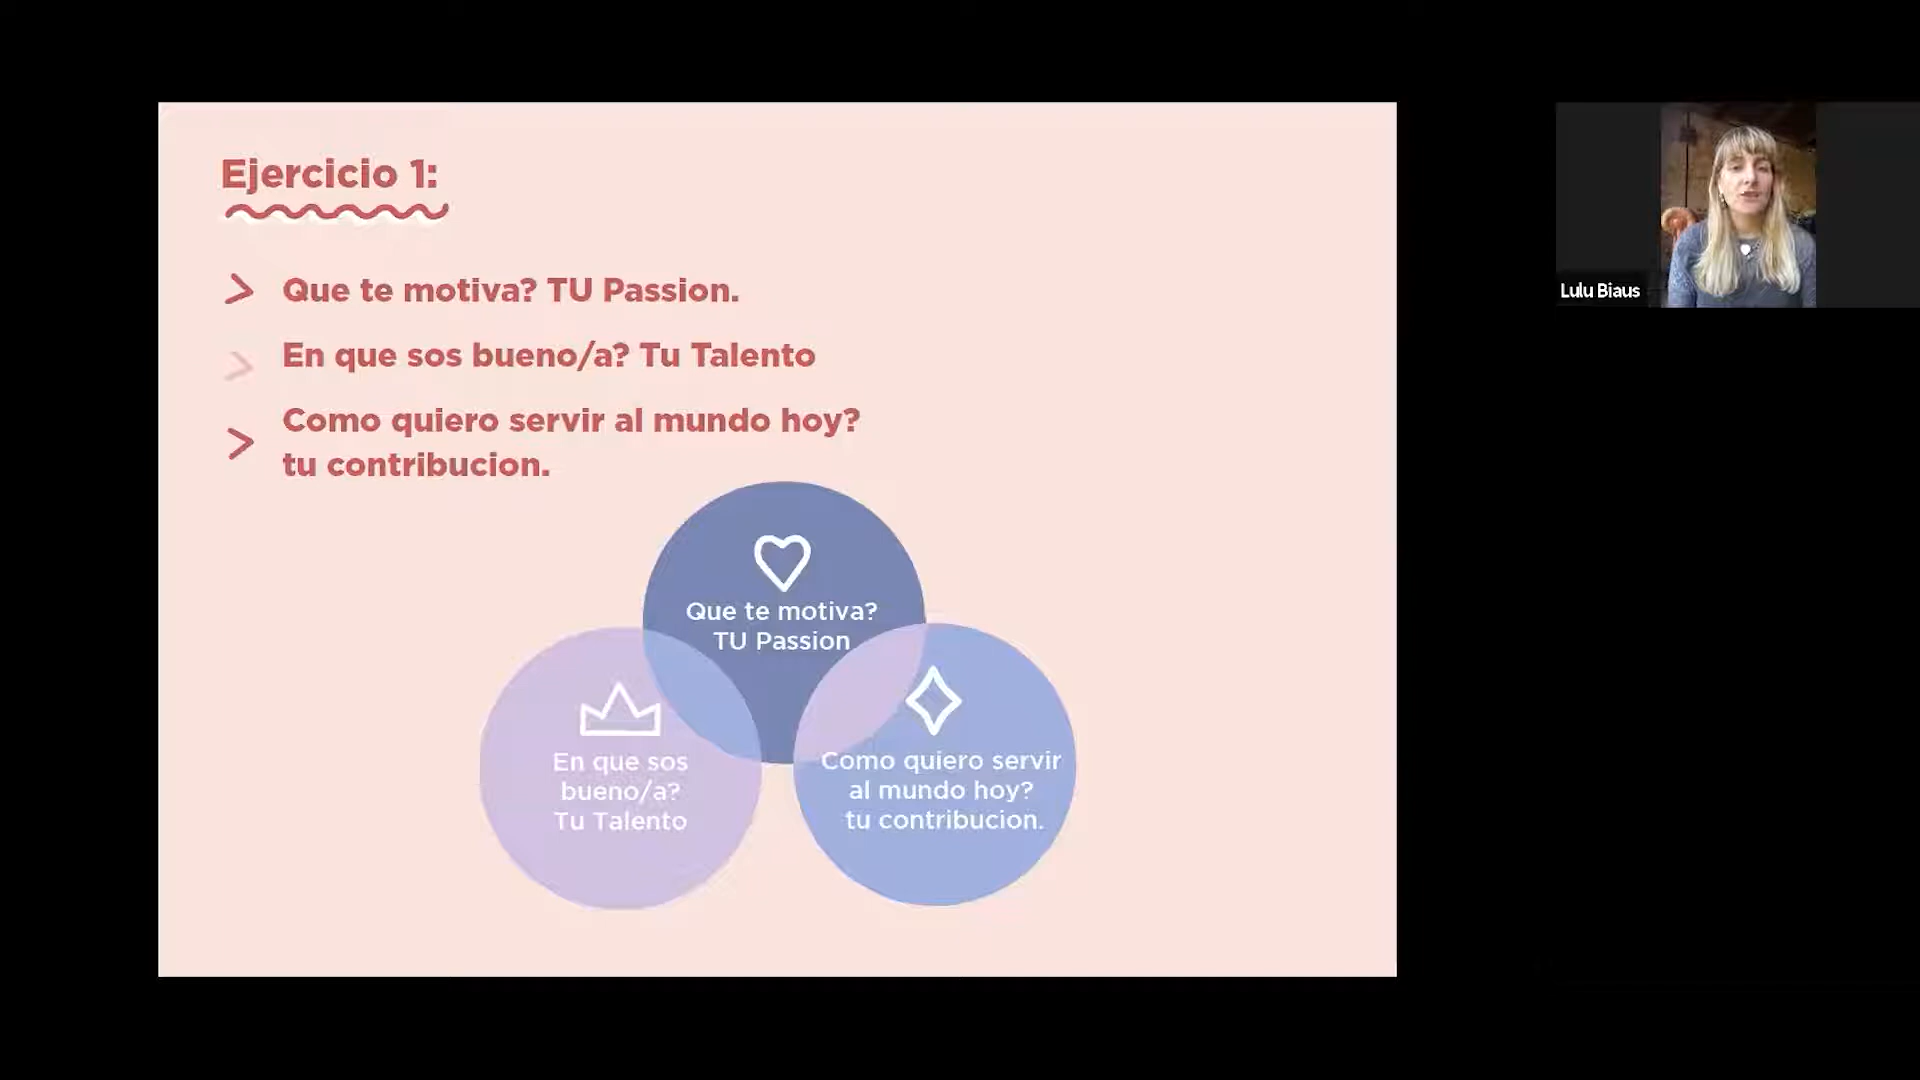 Ejercicio 1:
Que te motiva? TU Passion.
En que sos bueno/a? Tu Talento
Como quiero servir al mundo hoy?
tu contribucion.
Que te motiva?
TU Passion
En que sos
bueno/a?
Tu Talento
Como quiero servir
al mundo hoy?
tu contribucion.
Lulu Biaus